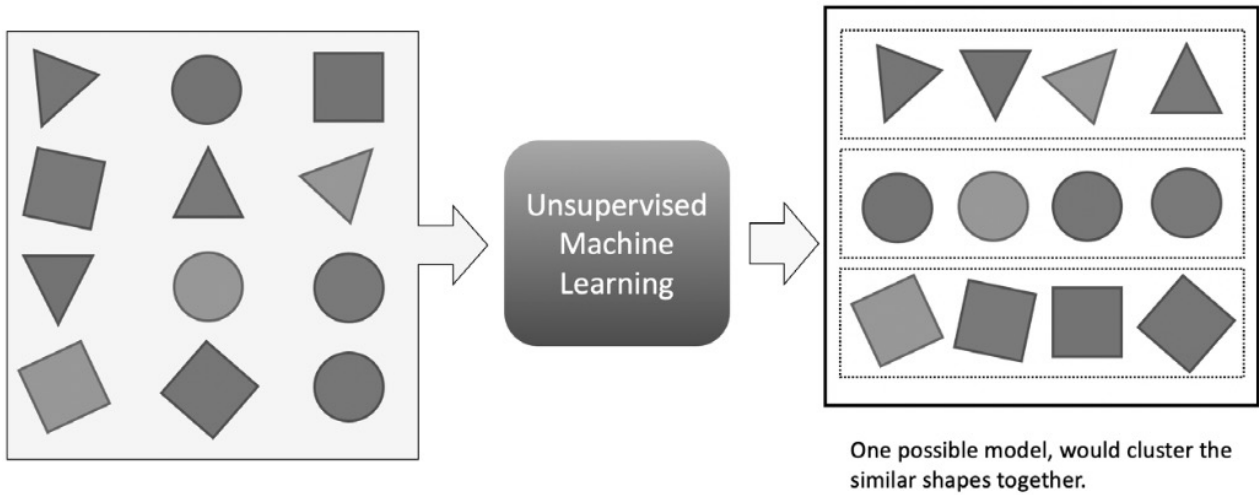 Unsupervised
Machine
Learning
One possible model, would cluster the
similar shapes together.